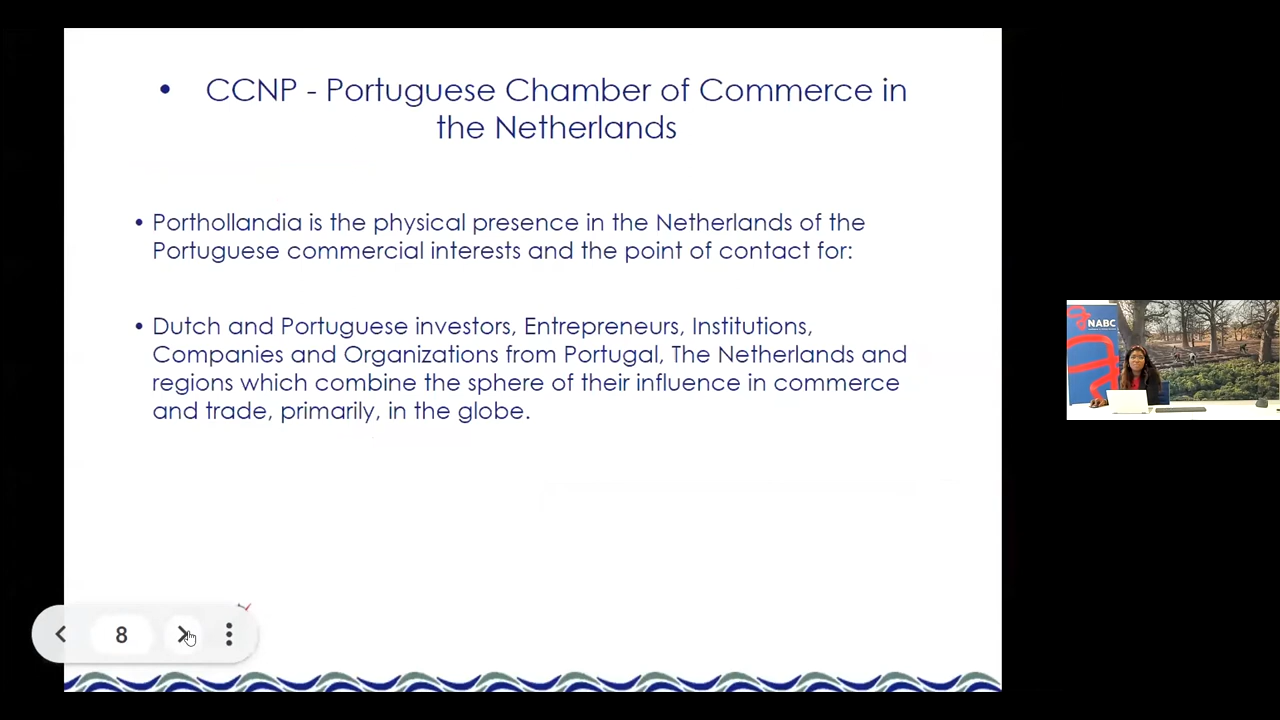 • CCNP - Portuguese Chamber of Commerce in
the Netherlands
• Porthollandia is the physical presence in the Netherlands of the
Portuguese commercial interests and the point of contact for:
• Dutch and Portuguese investors, Entrepreneurs, Institutions,
Companies and Organizations from Portugal, The Netherlands and
regions which combine the sphere of their influence in commerce
and trade, primarily, in the globe.
NABC
8